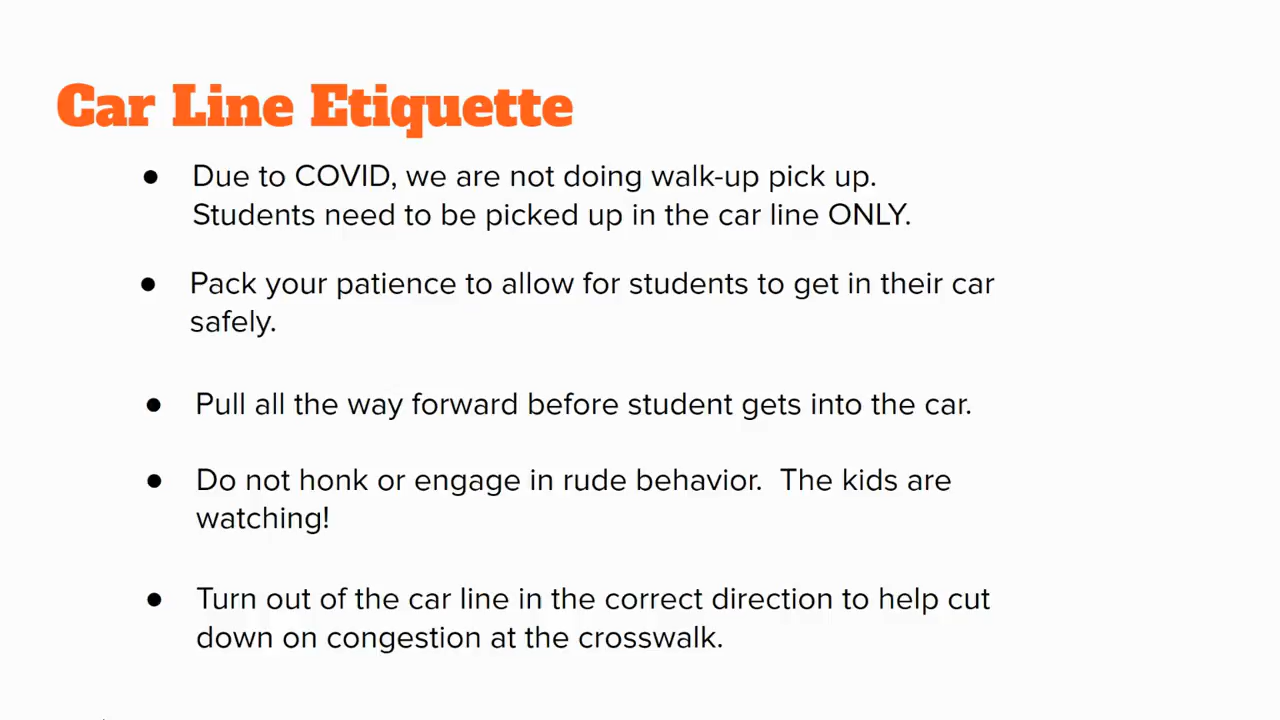 Car Line Etiquette
● Due to COVID, we are not doing walk-up pick up.
Students need to be picked up in the car line ONLY.
● Pack your patience to allow for students to get in their car
safely.
● Pull all the way forward before student gets into the car.
● Do not honk or engage in rude behavior.  The kids are
watching!
● Turn out of the car line in the correct direction to help cut
down on congestion at the crosswalk.